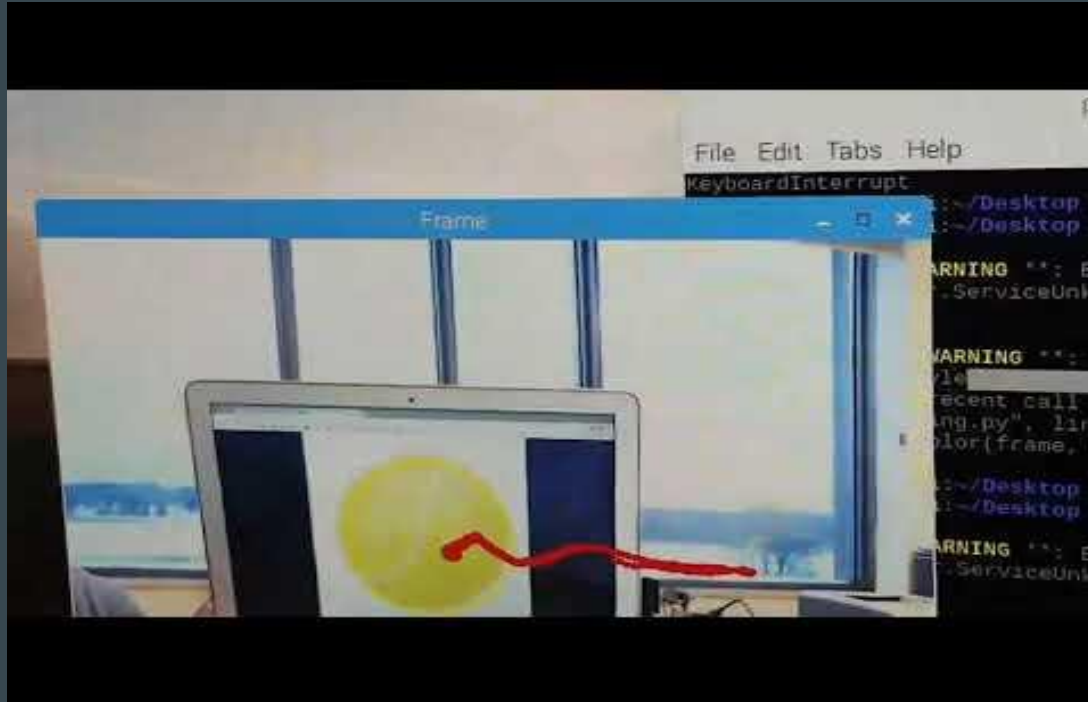 File Edit Tabs Help
KeyboardInterrupt
Frame
:~/Desktop
:~/Desktop
ARNING **:
.ServiceUnk
WARNING **:
recent call
ng.py", lin
olor(frame,
:~/Desktop
:~/Desktop
ARNING **:
.ServiceUnk